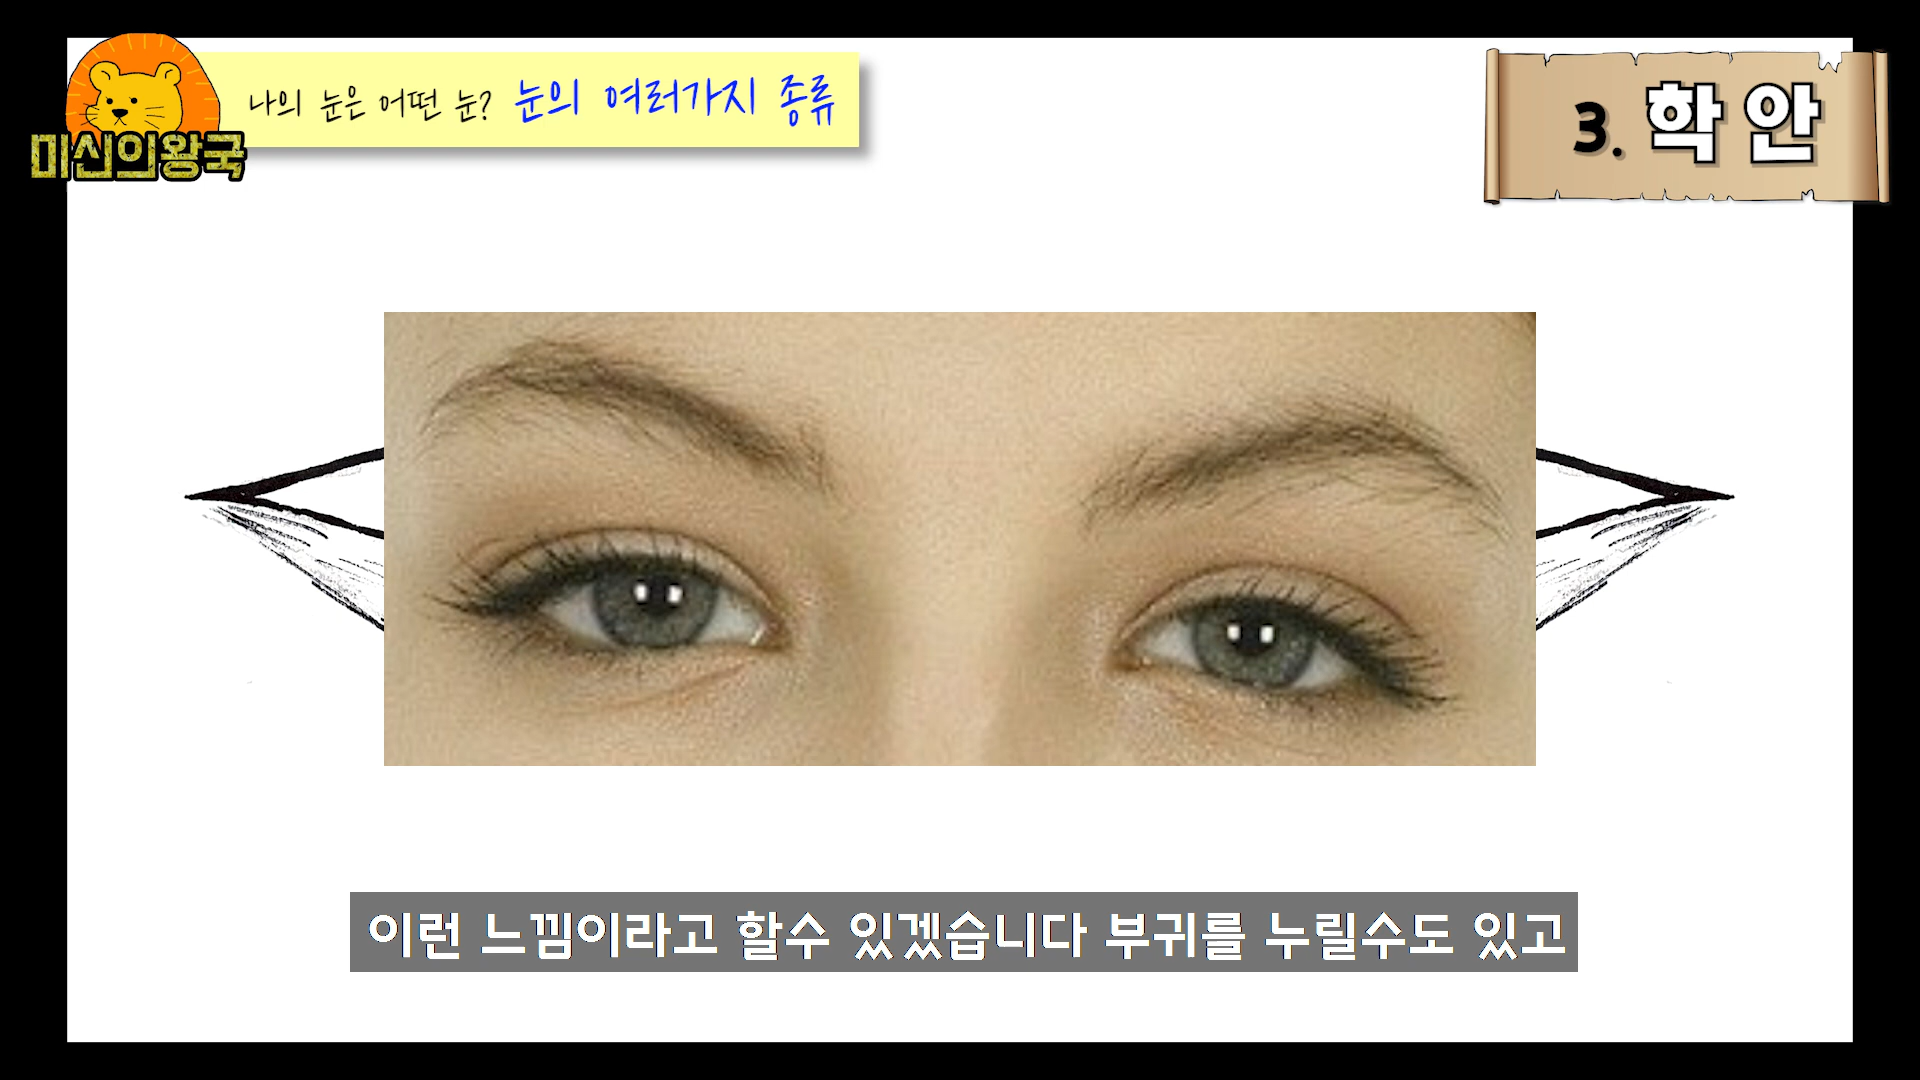 나의 눈은 어떤 눈? 눈의 여러가지 종류
미신의왕국
3. 학 안
이런 느낌이라고 할수 있겠습니다 부귀를 누릴수도 있고